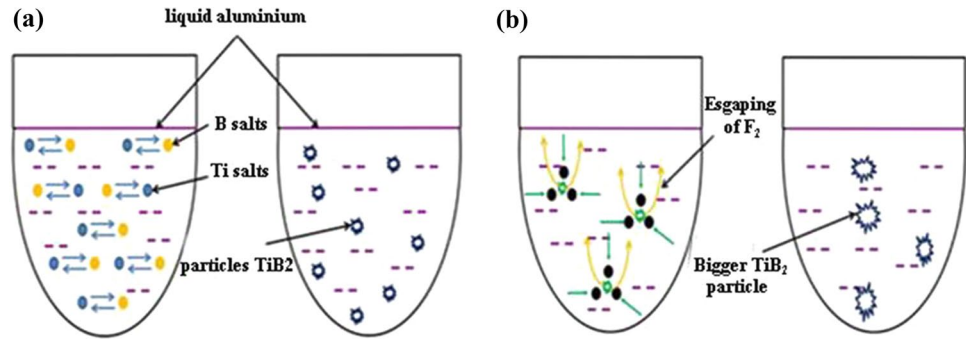 (a)
liquid aluminium
B salts
Ti salts
particles TiB2
(b)
Esgaping
of F₂
Bigger TiB₂
particle